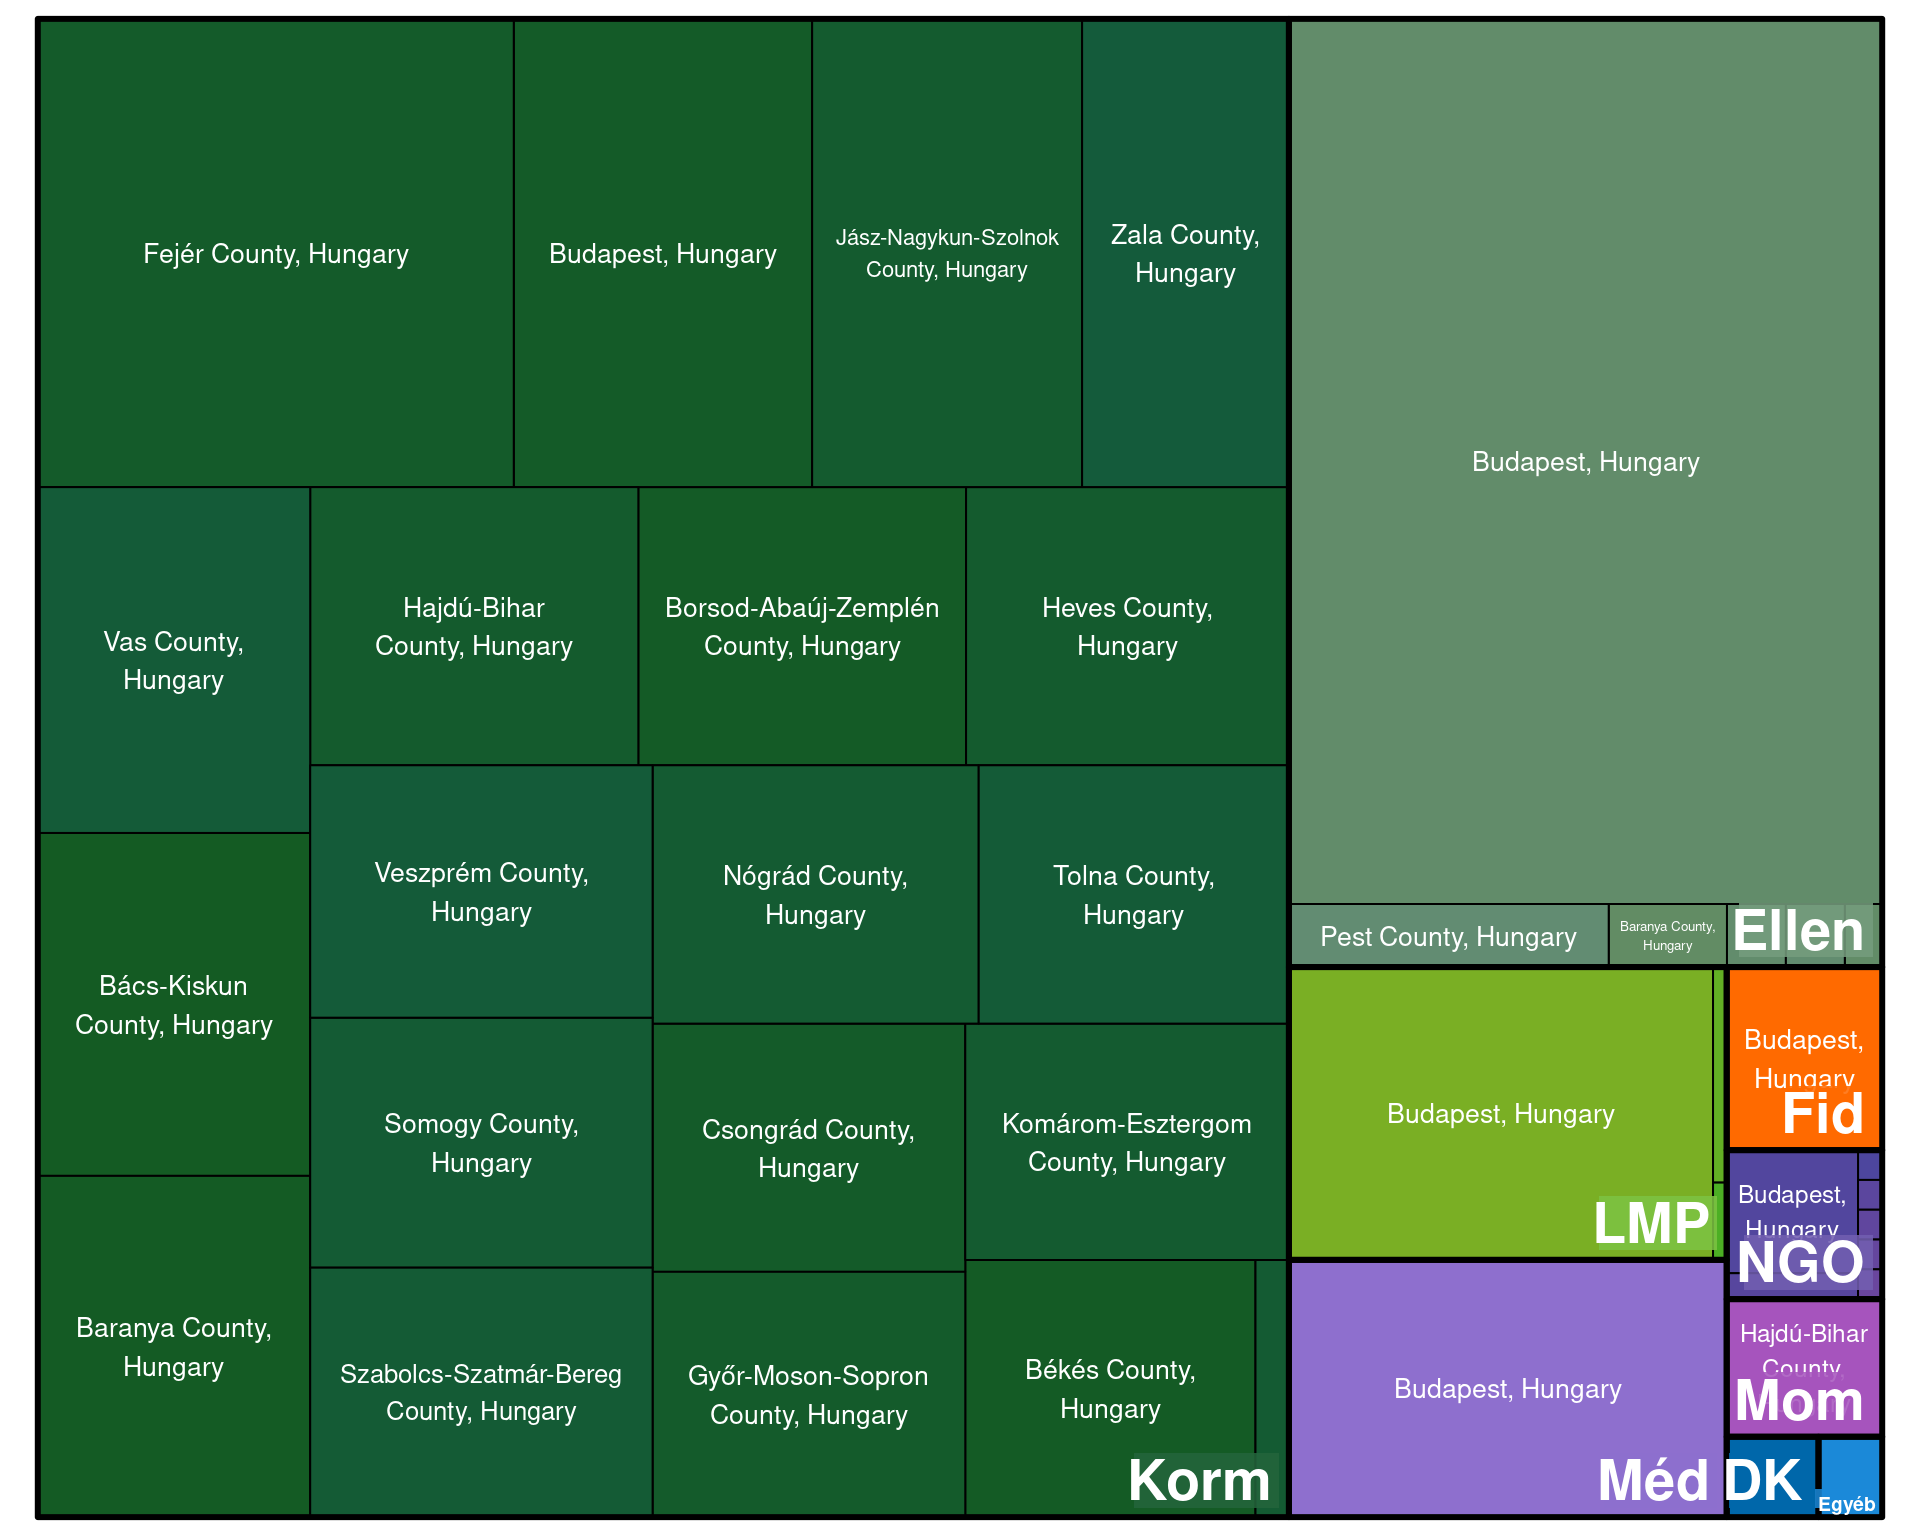 Fejér County, Hungary
Budapest, Hungary
Jász-Nagykun-Szolnok
County, Hungary
Zala County,
Hungary
Vas County,
Hungary
Hajdú-Bihar
County, Hungary
Borsod-Abaúj-Zemplén
County, Hungary
Heves County,
Hungary
Bács-Kiskun
County, Hungary
Veszprém County,
Hungary
Nógrád County,
Hungary
Tolna County,
Hungary
Baranya County,
Hungary
Somogy County,
Hungary
Csongrád County,
Hungary
Komárom-Esztergom
County, Hungary
Szabolcs-Szatmár-Bereg
County, Hungary
Győr-Moson-Sopron
County, Hungary
Békés County,
Hungary
Korm
Budapest, Hungary
Pest County, Hungary
Baranya County,
Hungary
Ellen
Budapest, Hungary
LMP
Budapest,
Hungary
Fid
Budapest,
Hungary
NGO
Hajdú-Bihar
County,
Mom
Budapest, Hungary
Méd
DK
Egyéb